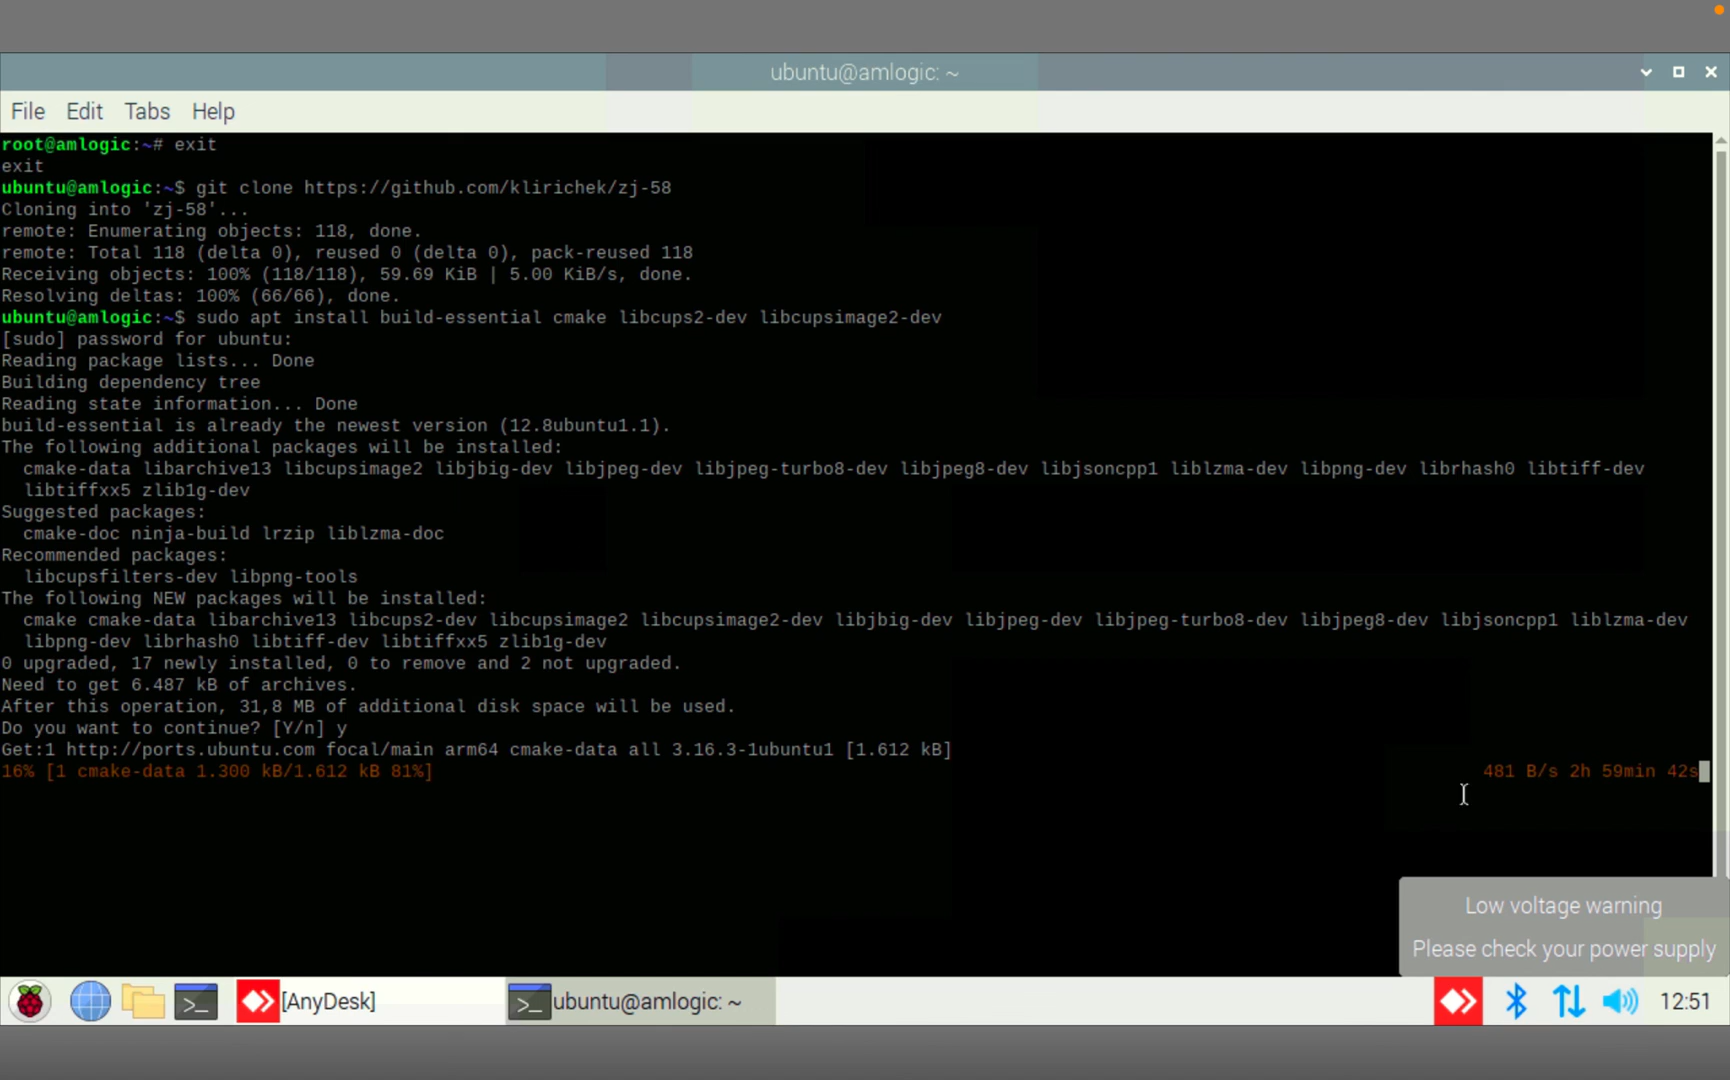 ubuntu@amlogic: ~
File Edit Tabs Help
root@amlogic:~# exit
exit
ubuntu@amlogic:~$ git clone https://github.com/klirichek/zj-58
Cloning into 'zj-58'...
remote: Enumerating objects: 118, done.
remote: Total 118 (delta 0), reused 0 (delta 0), pack-reused 118
Receiving objects: 100% (118/118), 59.69 KiB | 5.00 KiB/s, done.
Resolving deltas: 100% (66/66), done.
ubuntu@amlogic:~$ sudo apt install build-essential cmake libcups2-dev libcupsimage2-dev
[sudo] password for ubuntu:
Reading package lists... Done
Building dependency tree
Reading state information... Done
build-essential is already the newest version (12.8ubuntu1.1).
The following additional packages will be installed:
  cmake-data libarchive13 libcupsimage2 libjbig-dev libjpeg-dev libjpeg-turbo8-dev libjpeg8-dev libjsoncpp1 liblzma-dev libpng-dev librhash0 libtiff-dev
  libtiffxx5 zlib1g-dev
Suggested packages:
  cmake-doc ninja-build lrzip liblzma-doc
Recommended packages:
  libcupsfilters-dev libpng-tools
The following NEW packages will be installed:
  cmake cmake-data libarchive13 libcups2-dev libcupsimage2 libcupsimage2-dev libjbig-dev libjpeg-dev libjpeg-turbo8-dev libjpeg8-dev libjsoncpp1 liblzma-dev
  libpng-dev librhash0 libtiff-dev libtiffxx5 zlib1g-dev
0 upgraded, 17 newly installed, 0 to remove and 2 not upgraded.
Need to get 6.487 kB of archives.
After this operation, 31,8 MB of additional disk space will be used.
Do you want to continue? [Y/n] y
Get:1 http://ports.ubuntu.com focal/main arm64 cmake-data all 3.16.3-1ubuntu1 [1.612 kB]
16% [1 cmake-data 1.300 kB/1.612 kB 81%] 481 B/s 2h 59min 42s
Low voltage warning
Please check your power supply
[AnyDesk] ubuntu@amlogic: ~ 12:51